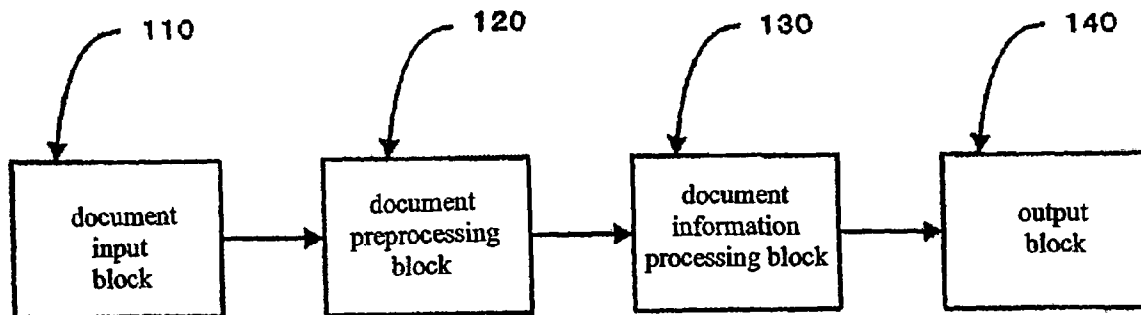 110
120
130
140
document
input
block
document
preprocessing
block
document
information
processing block
output
block